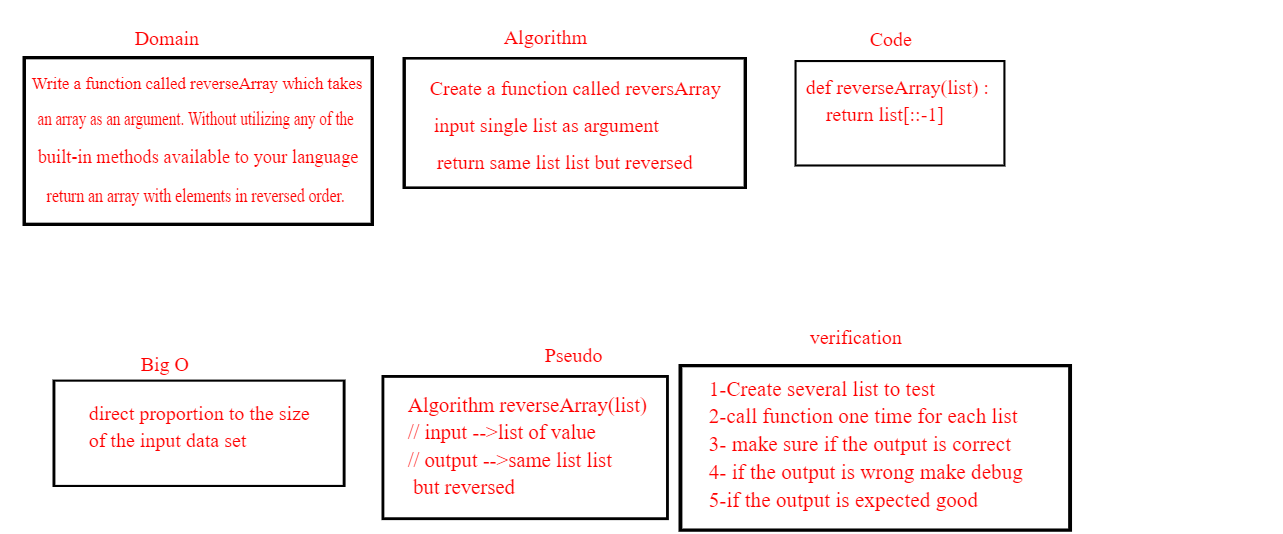 Domain
Write a function called reverseArray which takes
an array as an argument. Without utilizing any of the
built-in methods available to your language
return an array with elements in reversed order.
Algorithm
Create a function called reversArray
input single list as argument
return same list list but reversed
Code
def reverseArray(list) :
return list[::-1]
Big O
direct proportion to the size
of the input data set
Pseudo
Algorithm reverseArray(list)
// input -->list of value
// output -->same list list
but reversed
verification
1-Create several list to test
2-call function one time for each list
3- make sure if the output is correct
4- if the output is wrong make debug
5-if the output is expected good